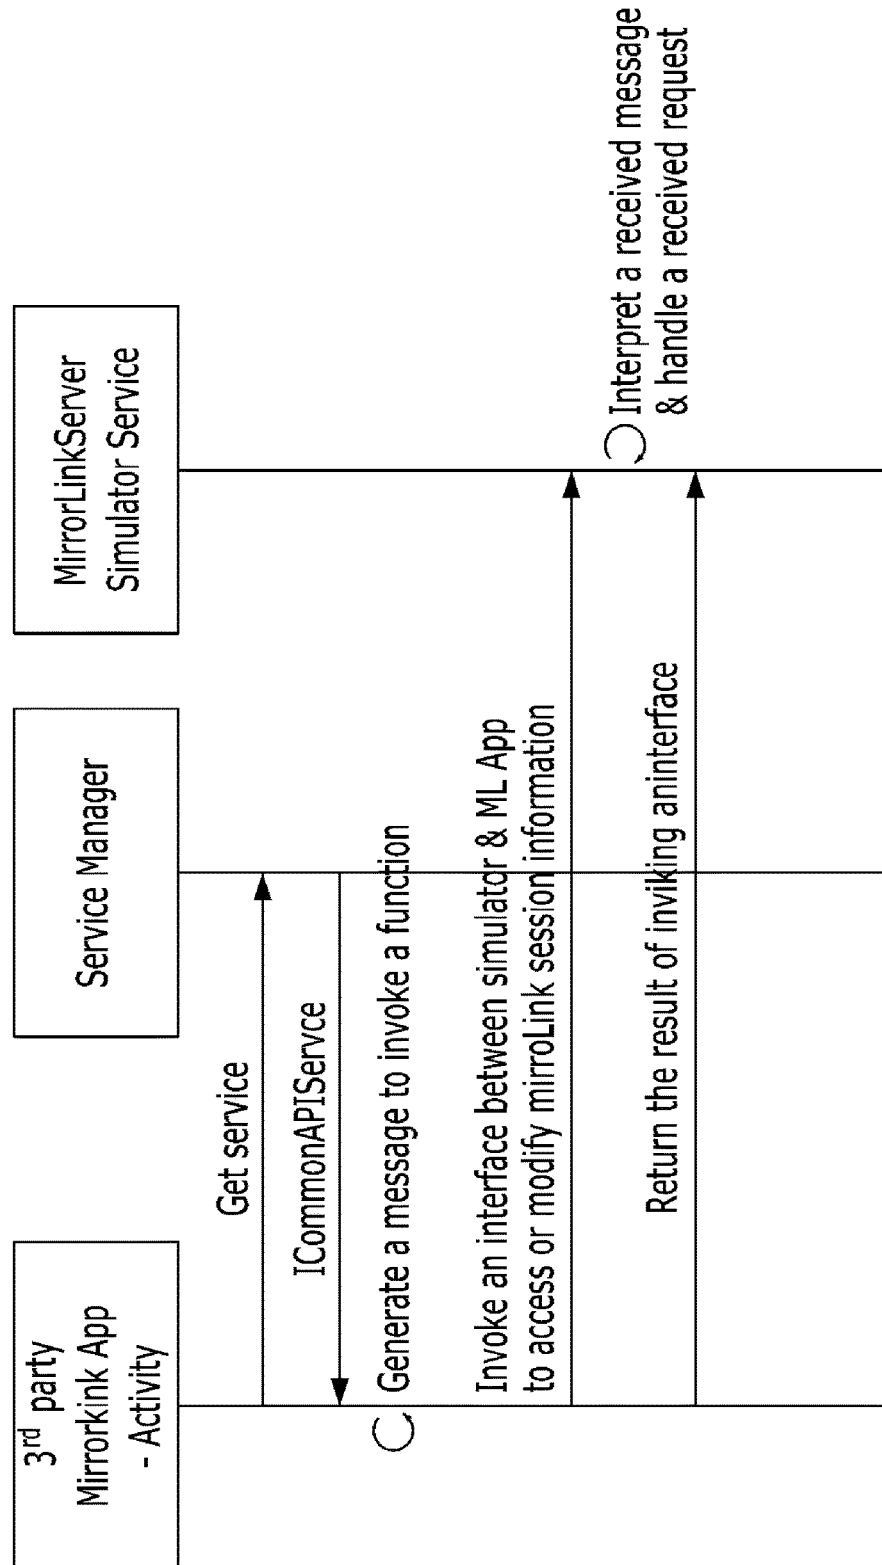 3rd party
Mirrorkink App
- Activity
Service Manager
MirrorLinkServer
Simulator Service
Get service
ICommonAPIServce
Generate a message to invoke a function
Invoke an interface between simulator & ML App
to access or modify mirroLink session information
Interpret a received message
& handle a received request
Return the result of inviking aninterface